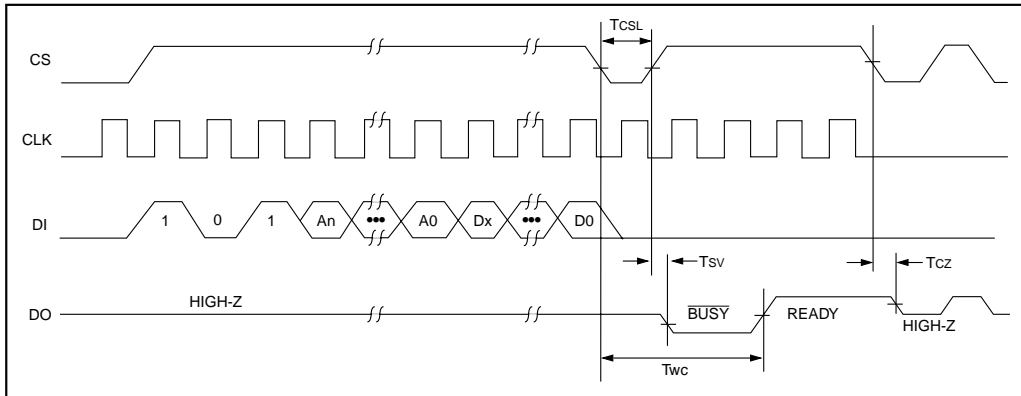 TCSL
CS
CLK
DI
1 0 1 An ••• A0 Dx ••• D0
TSV
TCZ
HIGH-Z
DO
BUSY
READY
HIGH-Z
TWC